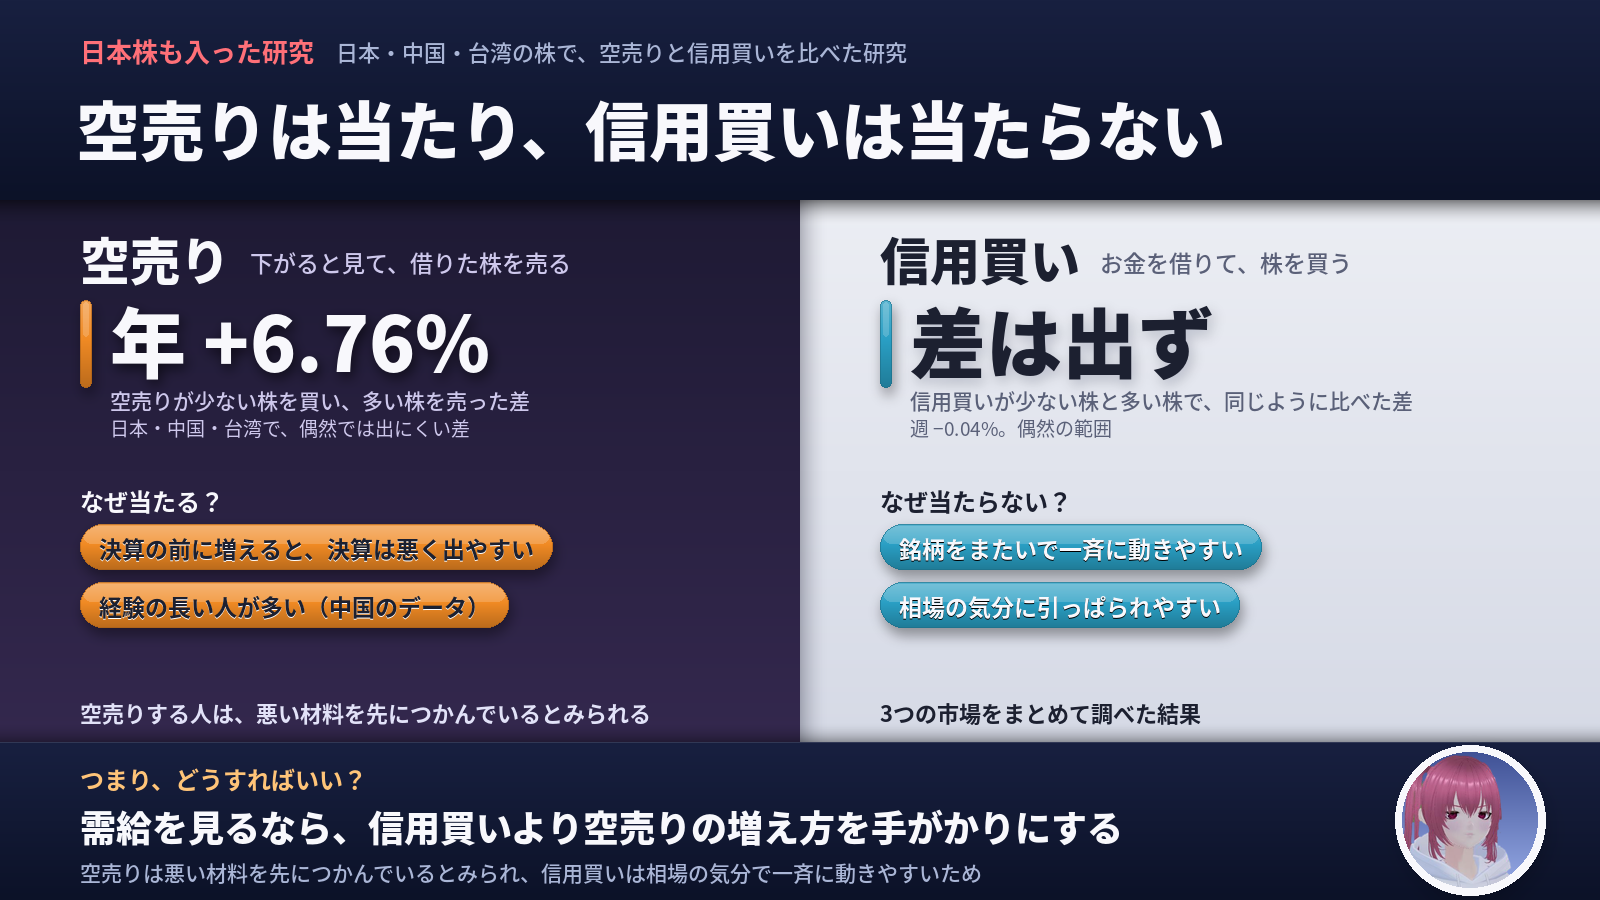 日本株も入った研究 日本・中国・台湾の株で、空売りと信用買いを比べた研究
空売りは当たり、信用買いは当たらない
空売り 下がると見て、借りた株を売る
年 +6.76%
空売りが少ない株を買い、多い株を売った差
日本・中国・台湾で、偶然では出にくい差
なぜ当たる？
決算の前に増えると、決算は悪く出やすい
経験の長い人が多い（中国のデータ）
空売りする人は、悪い材料を先につかんでいるとみられる
信用買い お金を借りて、株を買う
差は出ず
信用買いが少ない株と多い株で、同じように比べた差
週 −0.04%。偶然の範囲
なぜ当たらない？
銘柄をまたいで一斉に動きやすい
相場の気分に引っぱられやすい
3つの市場をまとめて調べた結果
つまり、どうすればいい？
需給を見るなら、信用買いより空売りの増え方を手がかりにする
空売りは悪い材料を先につかんでいるとみられ、信用買いは相場の気分で一斉に動きやすいため